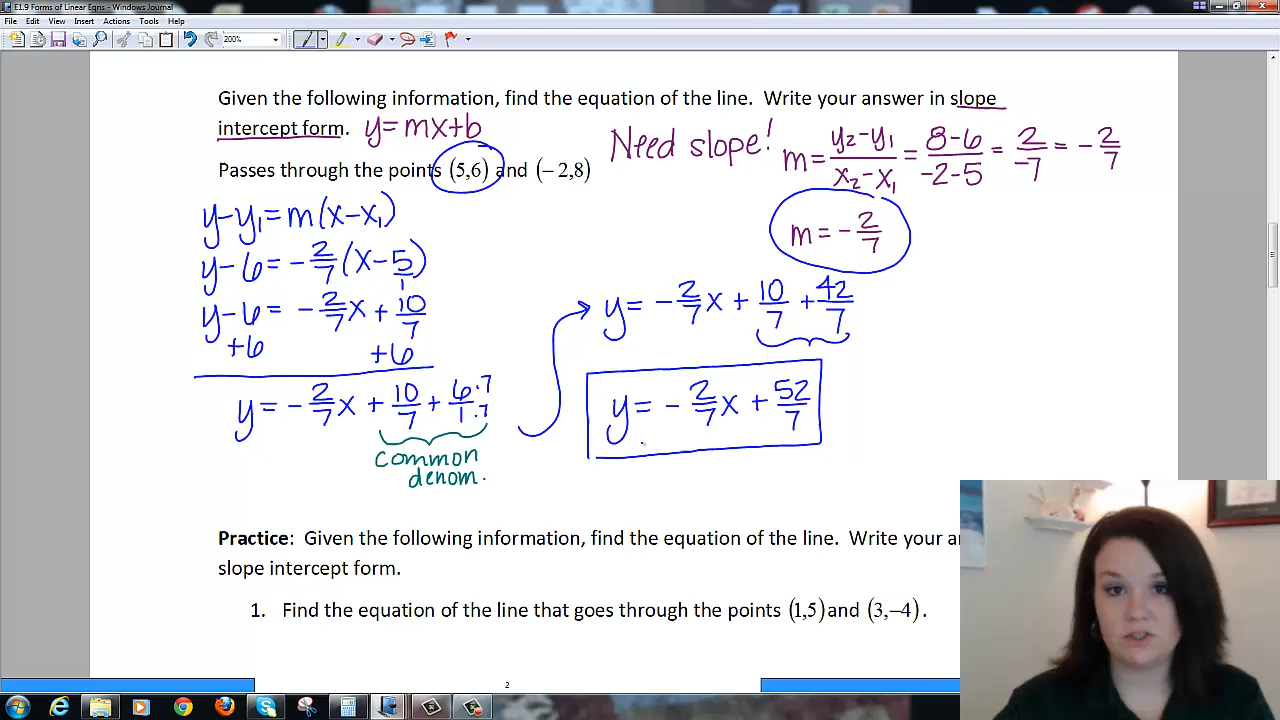 E1.9 Forms of Linear Eqns - Windows Journal
File Edit View Insert Actions Tools Help
200%
Given the following information, find the equation of the line. Write your answer in slope
intercept form. y=mx+b
Passes through the points (5,6) and (−2,8)
Need slope! m = y₂−y₁/x₂−x₁ = 8−6/−2−5 = 2/−7 = −2/7
m = −2/7
y−y₁=m(x−x₁)
y−6 = −2/7(x−5/1)
y−6 = −2/7x + 10/7
+6 +6
y = −2/7x + 10/7 + 6·7/1·7
common
denom.
y = −2/7x + 10/7 + 42/7
y = −2/7x + 52/7
Practice: Given the following information, find the equation of the line. Write your
slope intercept form.
1. Find the equation of the line that goes through the points (1,5) and (3,−4).
2